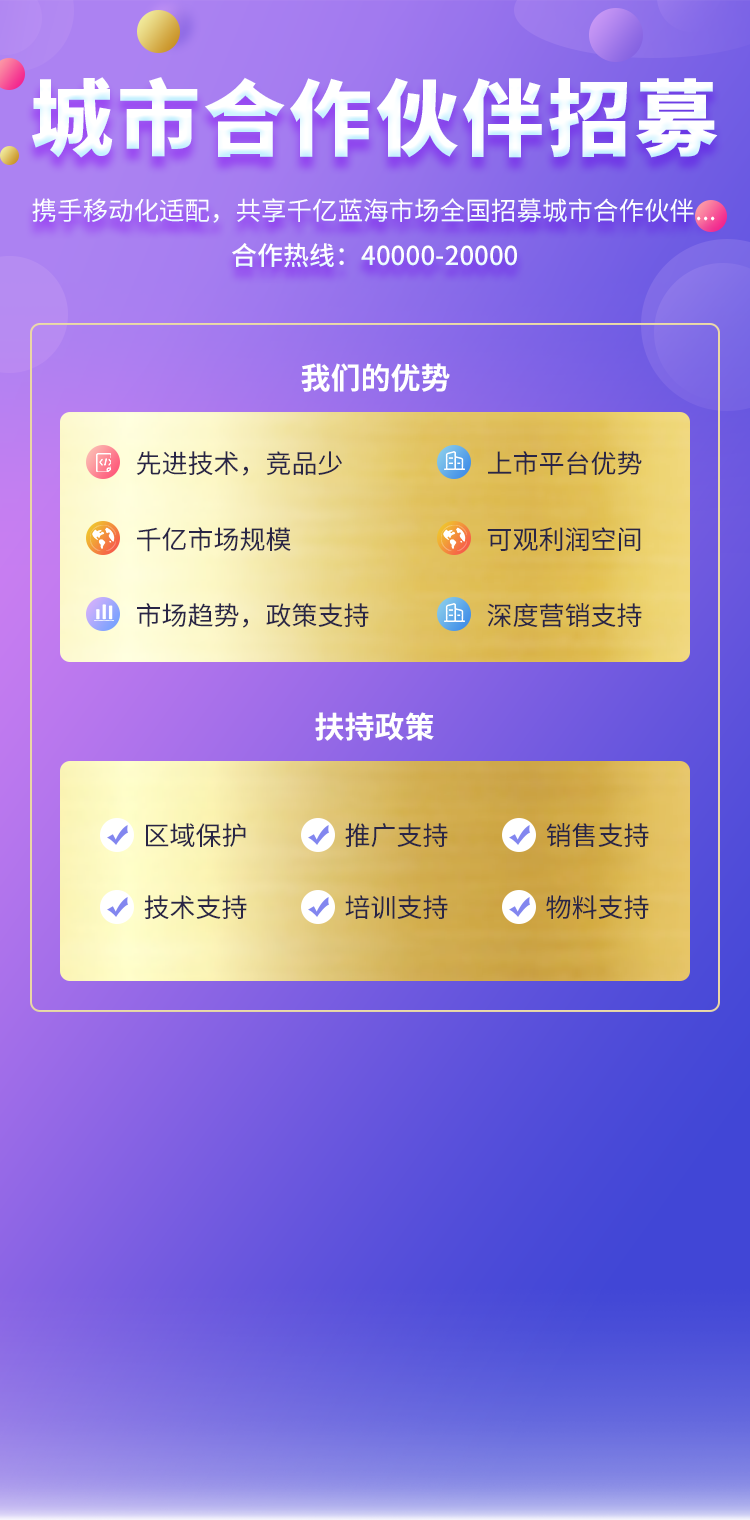 城市合作伙伴招募
携手移动化适配，共享千亿蓝海市场全国招募城市合作伙伴...
合作热线：40000-20000
我们的优势
先进技术，竞品少
上市平台优势
千亿市场规模
可观利润空间
市场趋势，政策支持
深度营销支持
扶持政策
区域保护
推广支持
销售支持
技术支持
培训支持
物料支持